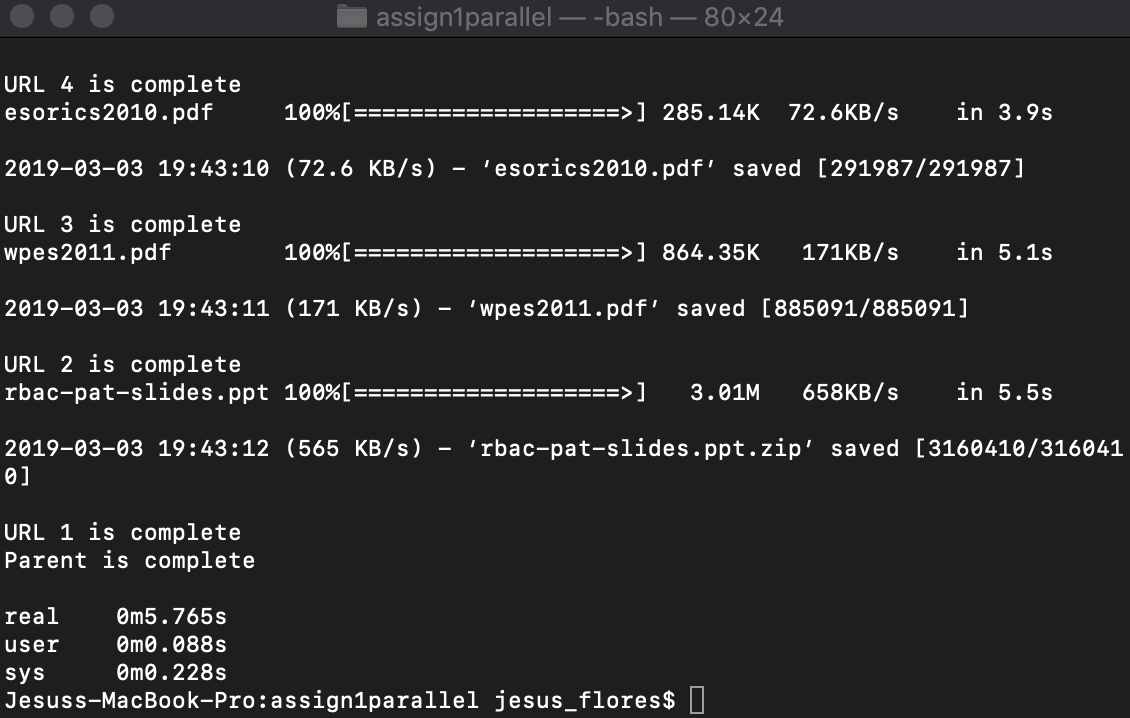 assign1parallel — -bash — 80×24
URL 4 is complete
esorics2010.pdf     100%[===================>] 285.14K  72.6KB/s    in 3.9s
2019-03-03 19:43:10 (72.6 KB/s) - ‘esorics2010.pdf’ saved [291987/291987]
URL 3 is complete
wpes2011.pdf        100%[===================>] 864.35K   171KB/s    in 5.1s
2019-03-03 19:43:11 (171 KB/s) - ‘wpes2011.pdf’ saved [885091/885091]
URL 2 is complete
rbac-pat-slides.ppt 100%[===================>]   3.01M   658KB/s    in 5.5s
2019-03-03 19:43:12 (565 KB/s) - ‘rbac-pat-slides.ppt.zip’ saved [3160410/316041
0]
URL 1 is complete
Parent is complete
real    0m5.765s
user    0m0.088s
sys     0m0.228s
Jesuss-MacBook-Pro:assign1parallel jesus_flores$